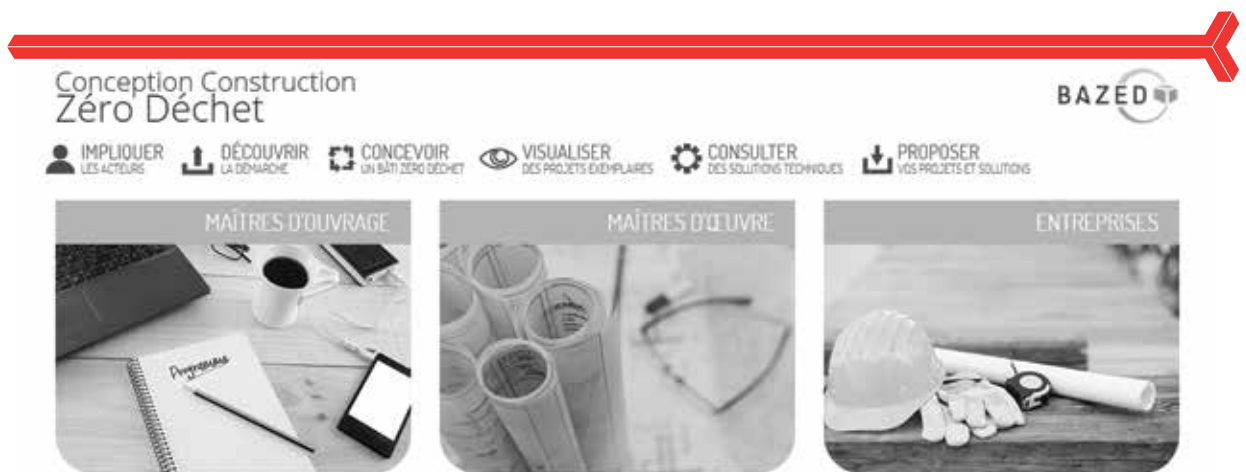 Conception Construction
Zéro Déchet
BAZED
IMPLIQUER
LES ACTEURS
DÉCOUVRIR
LA DÉMARCHE
CONCEVOIR
UN BÂTI ZÉRO DÉCHET
VISUALISER
DES PROJETS EXEMPLAIRES
CONSULTER
DES SOLUTIONS TECHNIQUES
PROPOSER
VOS PROJETS ET SOLUTIONS
MAÎTRES D'OUVRAGE
MAÎTRES D'ŒUVRE
ENTREPRISES
Programme